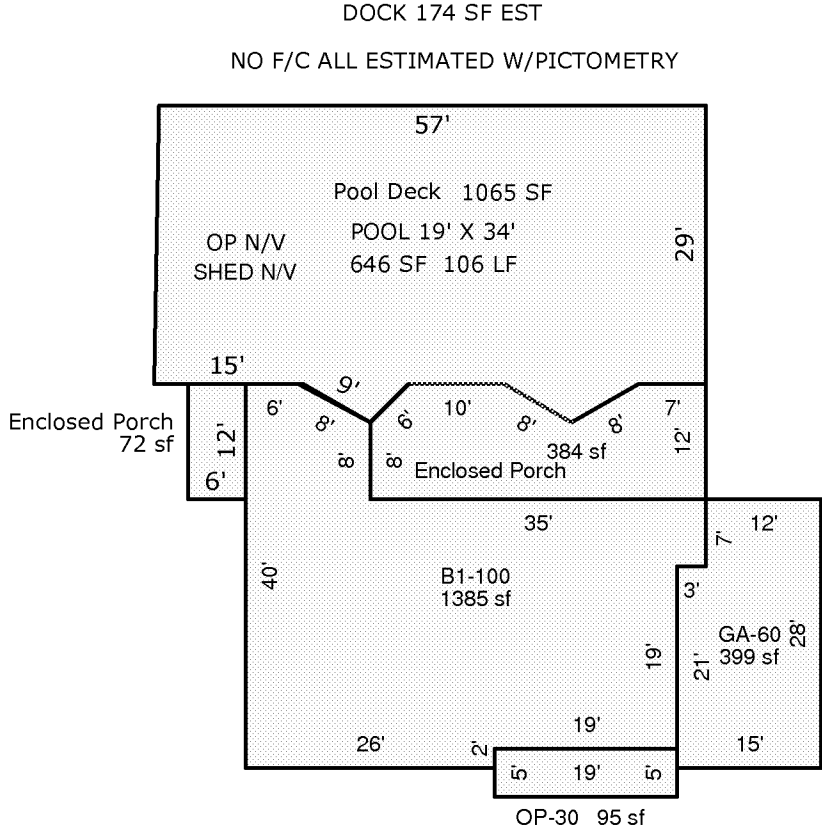 DOCK 174 SF EST
NO F/C ALL ESTIMATED W/PICTOMETRY
57'
Pool Deck 1065 SF
POOL 19' X 34'
646 SF 106 LF
OP N/V
SHED N/V
29'
15'
9'
6'
8'
6'
10'
8'
8'
7'
Enclosed Porch
72 sf
12'
6'
8'
8'
384 sf
Enclosed Porch
12'
35'
12'
7'
40'
B1-100
1385 sf
3'
GA-60
399 sf
28'
19'
21'
19'
26'
2'
15'
5'
19'
5'
OP-30 95 sf